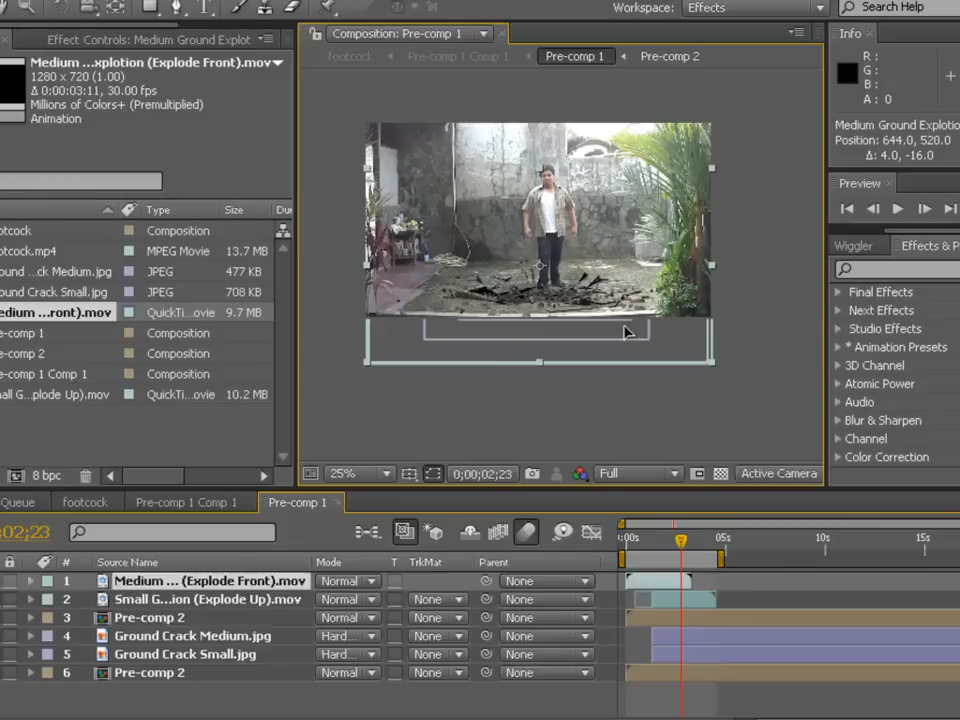 Workspace: Effects
Search Help
Effect Controls: Medium Ground Explot
Composition: Pre-comp 1
Info
Medium ...xplotion (Explode Front).mov
1280 x 720 (1.00)
Δ 0:00:03:11, 30.00 fps
Millions of Colors+ (Premultiplied)
Animation
footcock
Pre-comp 1 Comp 1
Pre-comp 1
Pre-comp 2
R :
G :
B :
A : 0
Medium Ground Explotio
Position: 644.0, 520.0
Δ: 4.0, -16.0
Preview
Type
Size
Du
otcock
Composition
otcock.mp4
MPEG Movie
13.7 MB
ound ...ck Medium.jpg
JPEG
477 KB
ound Crack Small.jpg
JPEG
708 KB
edium ...ront).mov
QuickTi...ovie
9.7 MB
e-comp 1
Composition
e-comp 2
Composition
e-comp 1 Comp 1
Composition
mall G...plode Up).mov
QuickTi...ovie
10.2 MB
8 bpc
Wiggler
Effects & P
Final Effects
Next Effects
Studio Effects
* Animation Presets
3D Channel
Atomic Power
Audio
Blur & Sharpen
Channel
Color Correction
25%
0;00;02;23
Full
Active Camera
Queue
footcock
Pre-comp 1 Comp 1
Pre-comp 1
;02;23
:00s
05s
10s
15s
#
Source Name
Mode
T
TrkMat
Parent
1
Medium ... (Explode Front).mov
Normal
None
2
Small G...ion (Explode Up).mov
Normal
None
None
3
Pre-comp 2
Normal
None
None
4
Ground Crack Medium.jpg
Hard...
None
None
5
Ground Crack Small.jpg
Hard...
None
None
6
Pre-comp 2
Normal
None
None